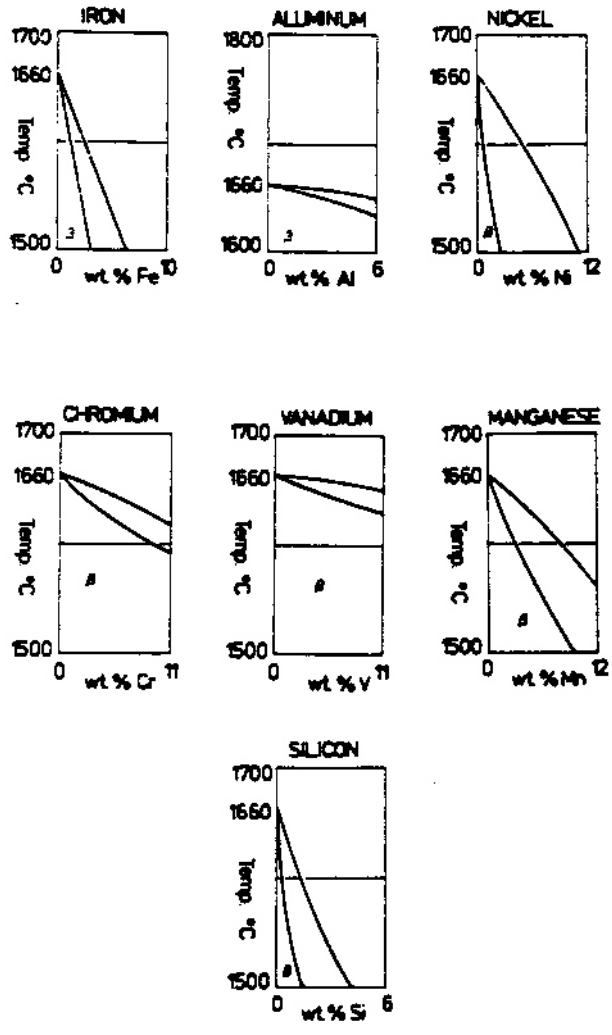 IRON
1700
1660
Temp. °C
1500
0 10
wt. % Fe
ALUMINUM
1800
Temp. °C
1660
1600
0 6
wt. % Al
NICKEL
1700
1660
Temp. °C
β
1500
0 12
wt. % Ni
CHROMIUM
1700
1660
Temp. °C
β
1500
0 11
wt. % Cr
VANADIUM
1700
1660
Temp. °C
β
1500
0 11
wt. % V
MANGANESE
1700
1660
Temp. °C
β
1500
0 12
wt. % Mn
SILICON
1700
1660
Temp. °C
β
1500
0 6
wt. % Si